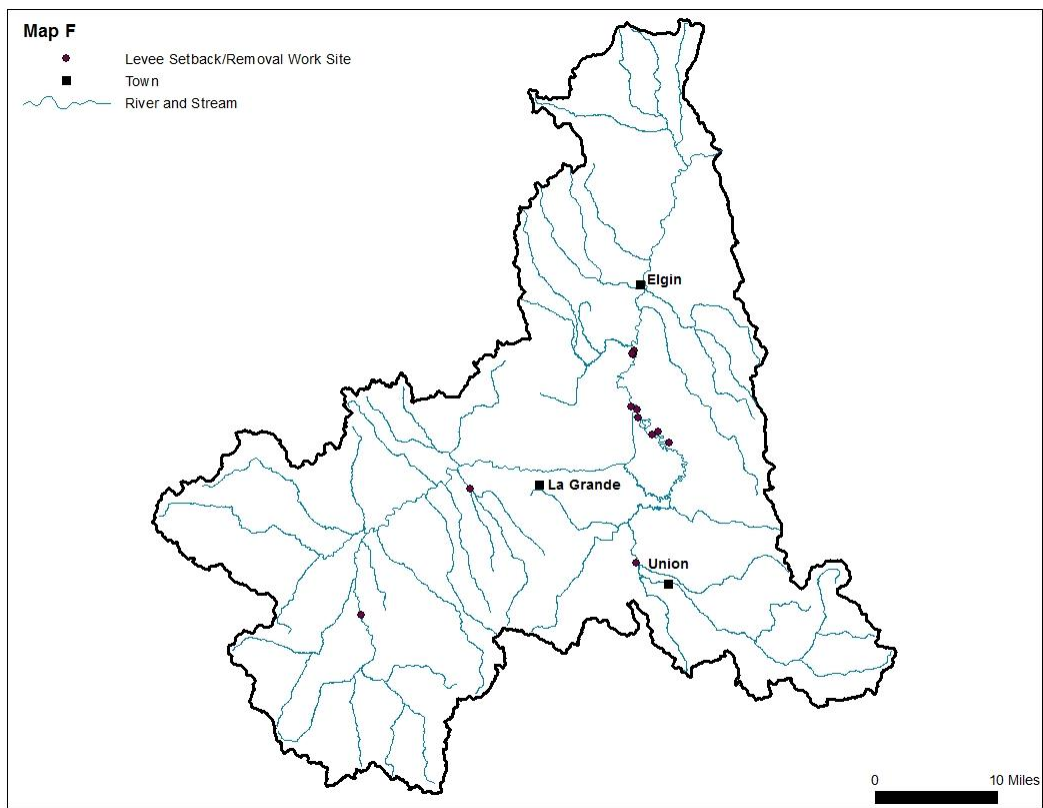 Map F
Levee Setback/Removal Work Site
Town
River and Stream
Elgin
La Grande
Union
0 10 Miles